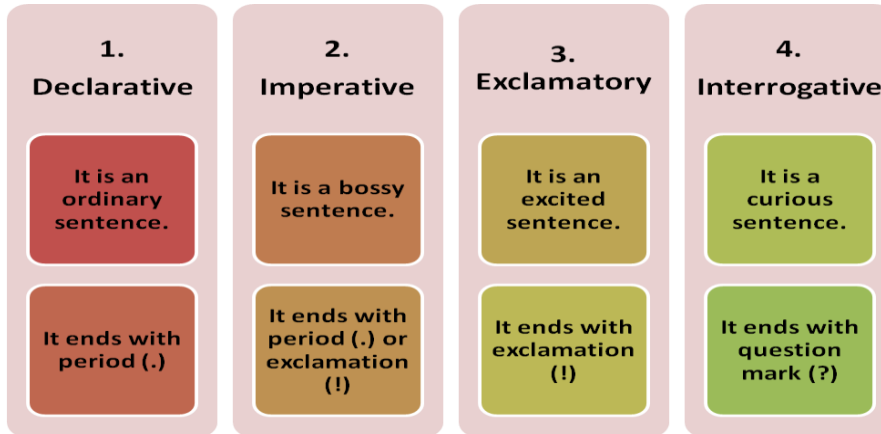 1.
Declarative
It is an
ordinary
sentence.
It ends with
period (.)
2.
Imperative
It is a bossy
sentence.
It ends with
period (.) or
exclamation
(!)
3.
Exclamatory
It is an
excited
sentence.
It ends with
exclamation
(!)
4.
Interrogative
It is a
curious
sentence.
It ends with
question
mark (?)